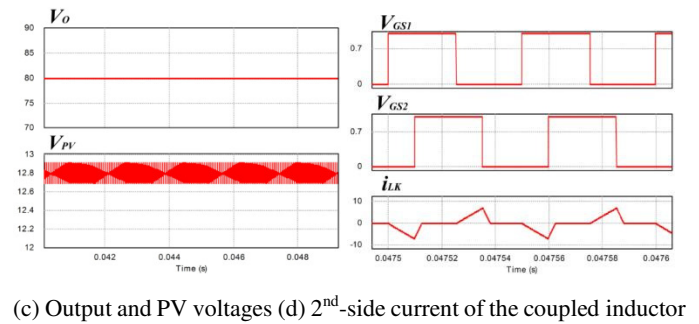 V_O
90
85
80
75
70
V_PV
13
12.8
12.6
12.4
12.2
12
0.042 0.044 0.046 0.048
Time (s)
V_GS1
0.7
0
V_GS2
0.7
0
i_LK
10
0
-10
0.0475 0.04752 0.04754 0.04756 0.04758 0.0476
Time (s)
(c) Output and PV voltages (d) 2nd-side current of the coupled inductor